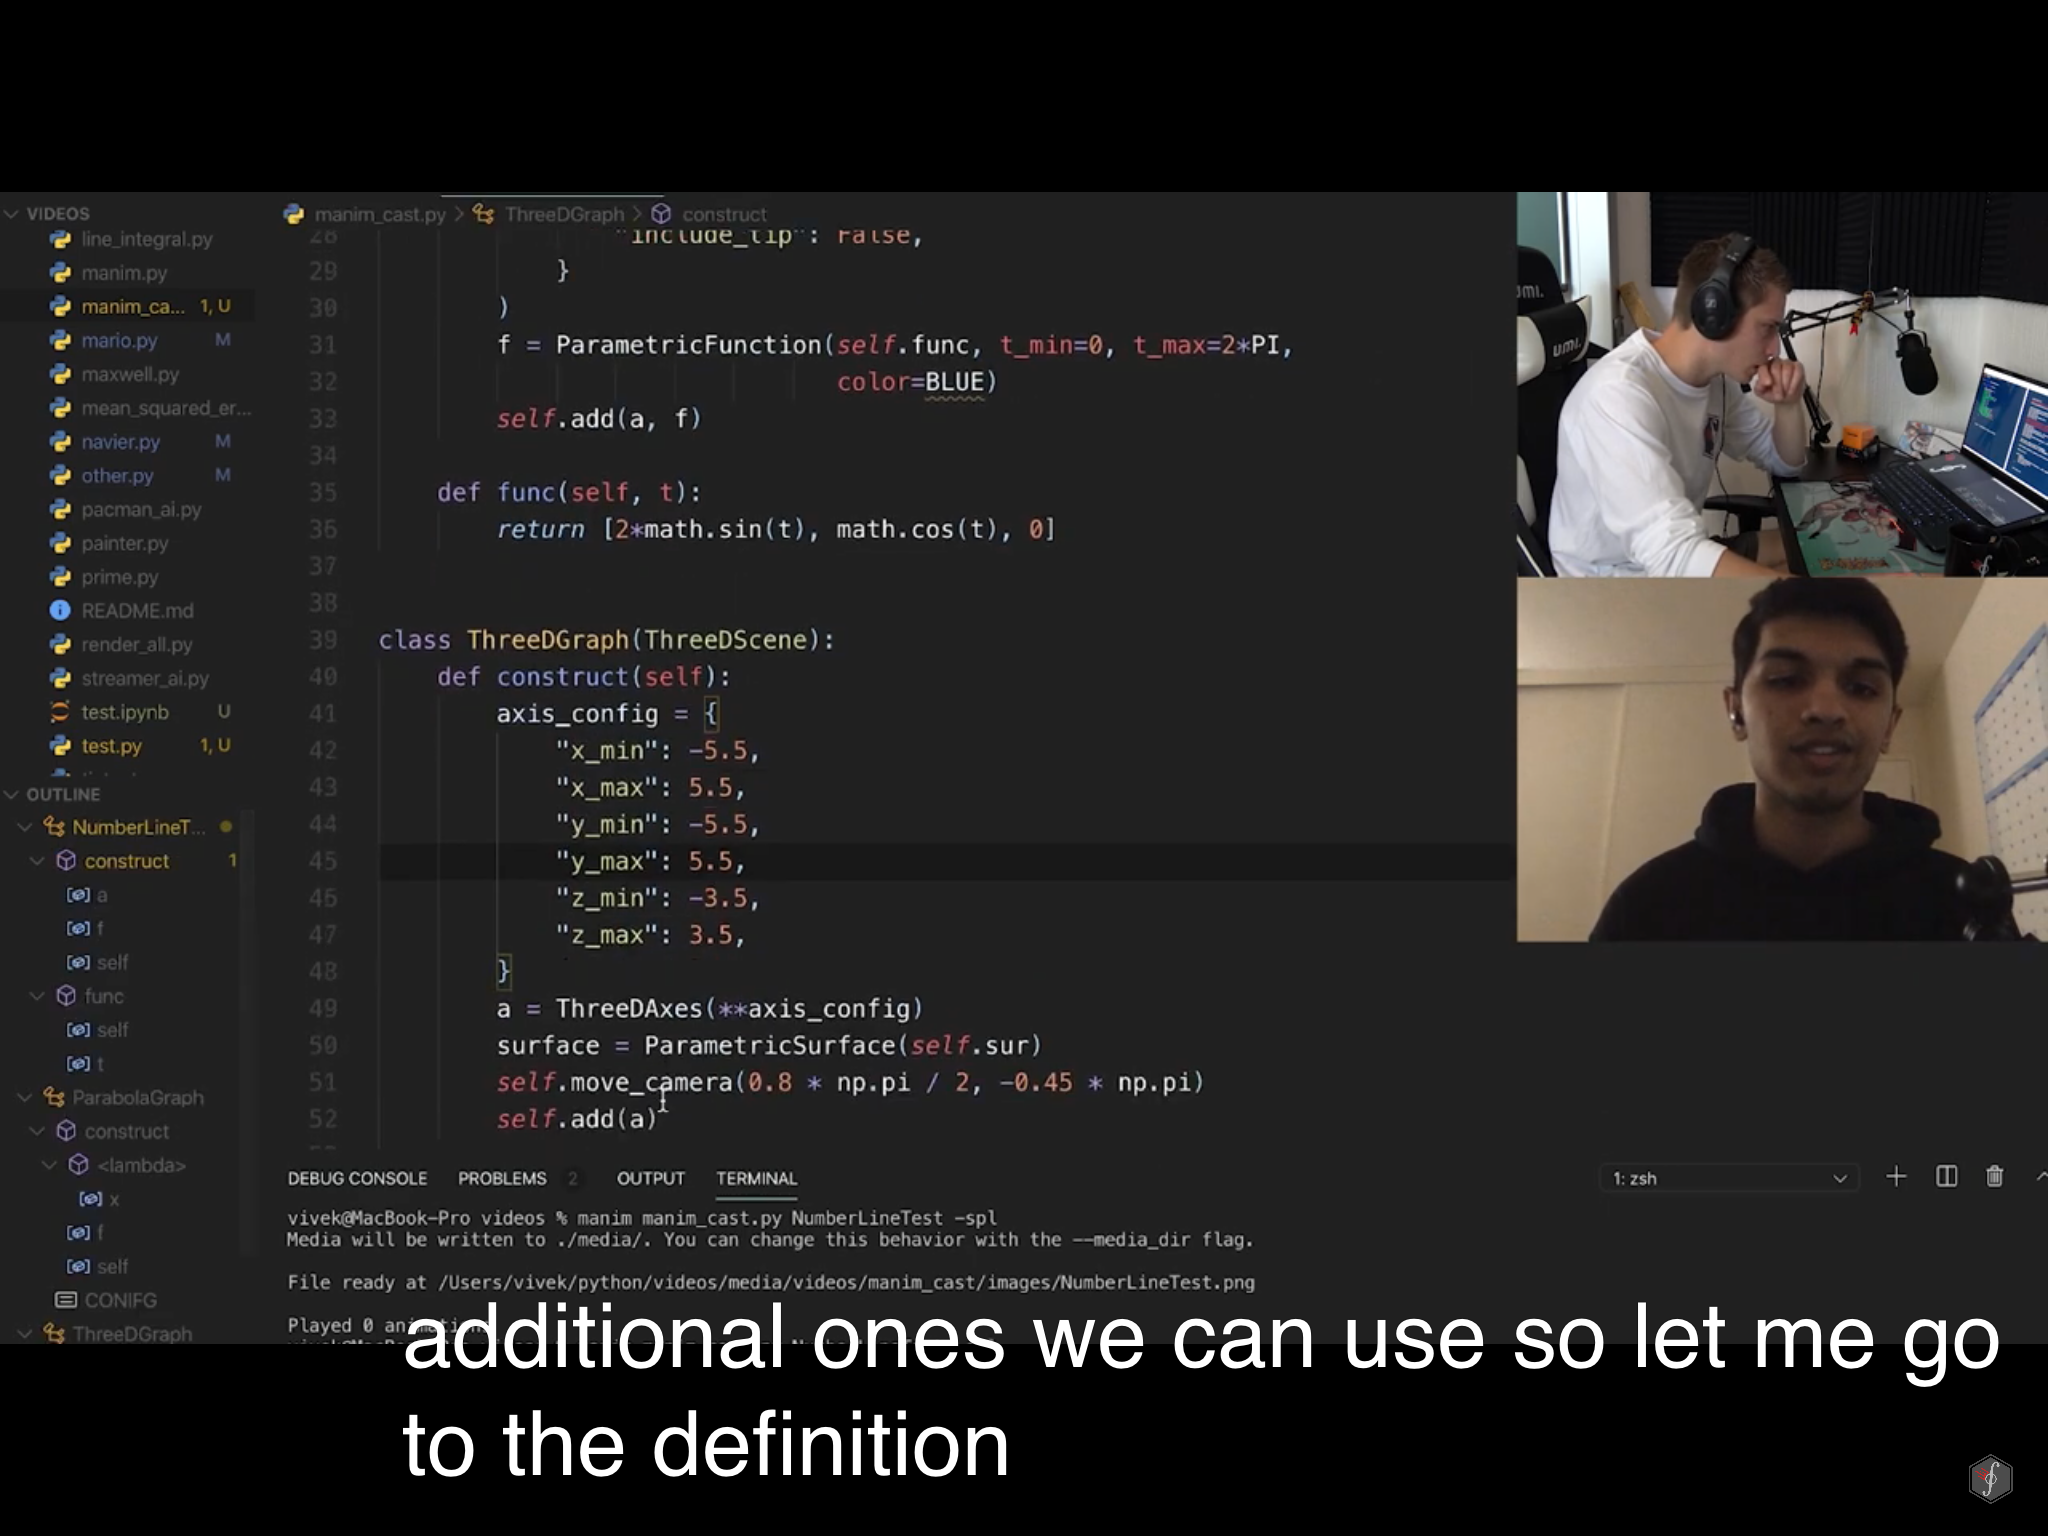 VIDEOS
line_integral.py
manim.py
manim_ca... 1, U
mario.py M
maxwell.py
mean_squared_er...
navier.py M
other.py M
pacman_ai.py
painter.py
prime.py
README.md
render_all.py
streamer_ai.py
test.ipynb U
test.py 1, U
OUTLINE
NumberLineT...
construct 1
a
f
self
func
self
t
ParabolaGraph
construct
<lambda>
x
f
self
CONIFG
ThreeDGraph
manim_cast.py > ThreeDGraph > construct
28 "include_tip": False,
29 }
30 )
31 f = ParametricFunction(self.func, t_min=0, t_max=2*PI,
32 color=BLUE)
33 self.add(a, f)
34
35 def func(self, t):
36 return [2*math.sin(t), math.cos(t), 0]
37
38
39 class ThreeDGraph(ThreeDScene):
40 def construct(self):
41 axis_config = {
42 "x_min": -5.5,
43 "x_max": 5.5,
44 "y_min": -5.5,
45 "y_max": 5.5,
46 "z_min": -3.5,
47 "z_max": 3.5,
48 }
49 a = ThreeDAxes(**axis_config)
50 surface = ParametricSurface(self.sur)
51 self.move_camera(0.8 * np.pi / 2, -0.45 * np.pi)
52 self.add(a)
DEBUG CONSOLE PROBLEMS 2 OUTPUT TERMINAL 1: zsh
vivek@MacBook-Pro videos % manim manim_cast.py NumberLineTest -spl
Media will be written to ./media/. You can change this behavior with the --media_dir flag.
File ready at /Users/vivek/python/videos/media/videos/manim_cast/images/NumberLineTest.png
Played 0
additional ones we can use so let me go
to the definition
umi.